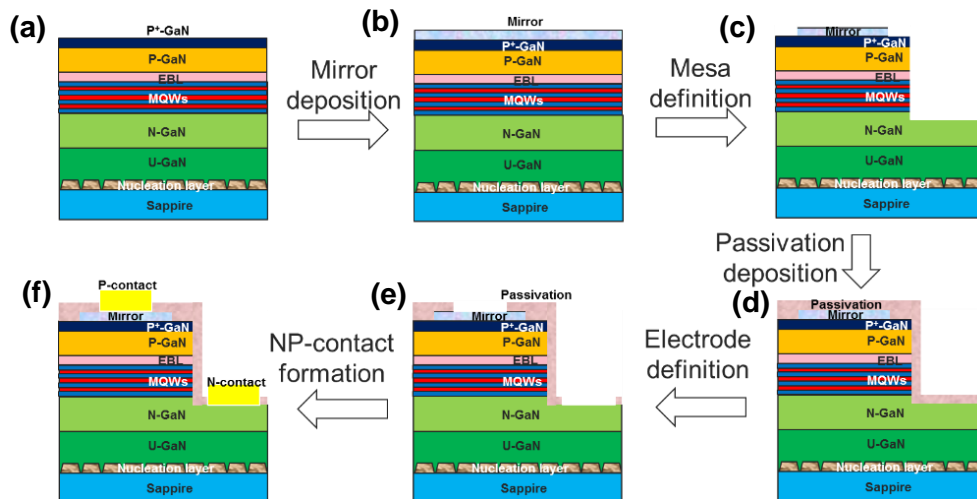 (a)
P⁺-GaN
P-GaN
EBL
MQWs
N-GaN
U-GaN
Nucleation layer
Sappire
Mirror
deposition
(b)
Mirror
P⁺-GaN
P-GaN
EBL
MQWs
N-GaN
U-GaN
Nucleation layer
Sappire
Mesa
definition
(c)
Mirror
P⁺-GaN
P-GaN
EBL
MQWs
N-GaN
U-GaN
Nucleation layer
Sappire
Passivation
deposition
(d)
Passivation
Mirror
P⁺-GaN
P-GaN
EBL
MQWs
N-GaN
U-GaN
Nucleation layer
Sappire
Electrode
definition
(e)
Passivation
Mirror
P⁺-GaN
P-GaN
EBL
MQWs
N-GaN
U-GaN
Nucleation layer
Sappire
NP-contact
formation
(f)
P-contact
Mirror
P⁺-GaN
P-GaN
EBL
MQWs
N-contact
N-GaN
U-GaN
Nucleation layer
Sappire